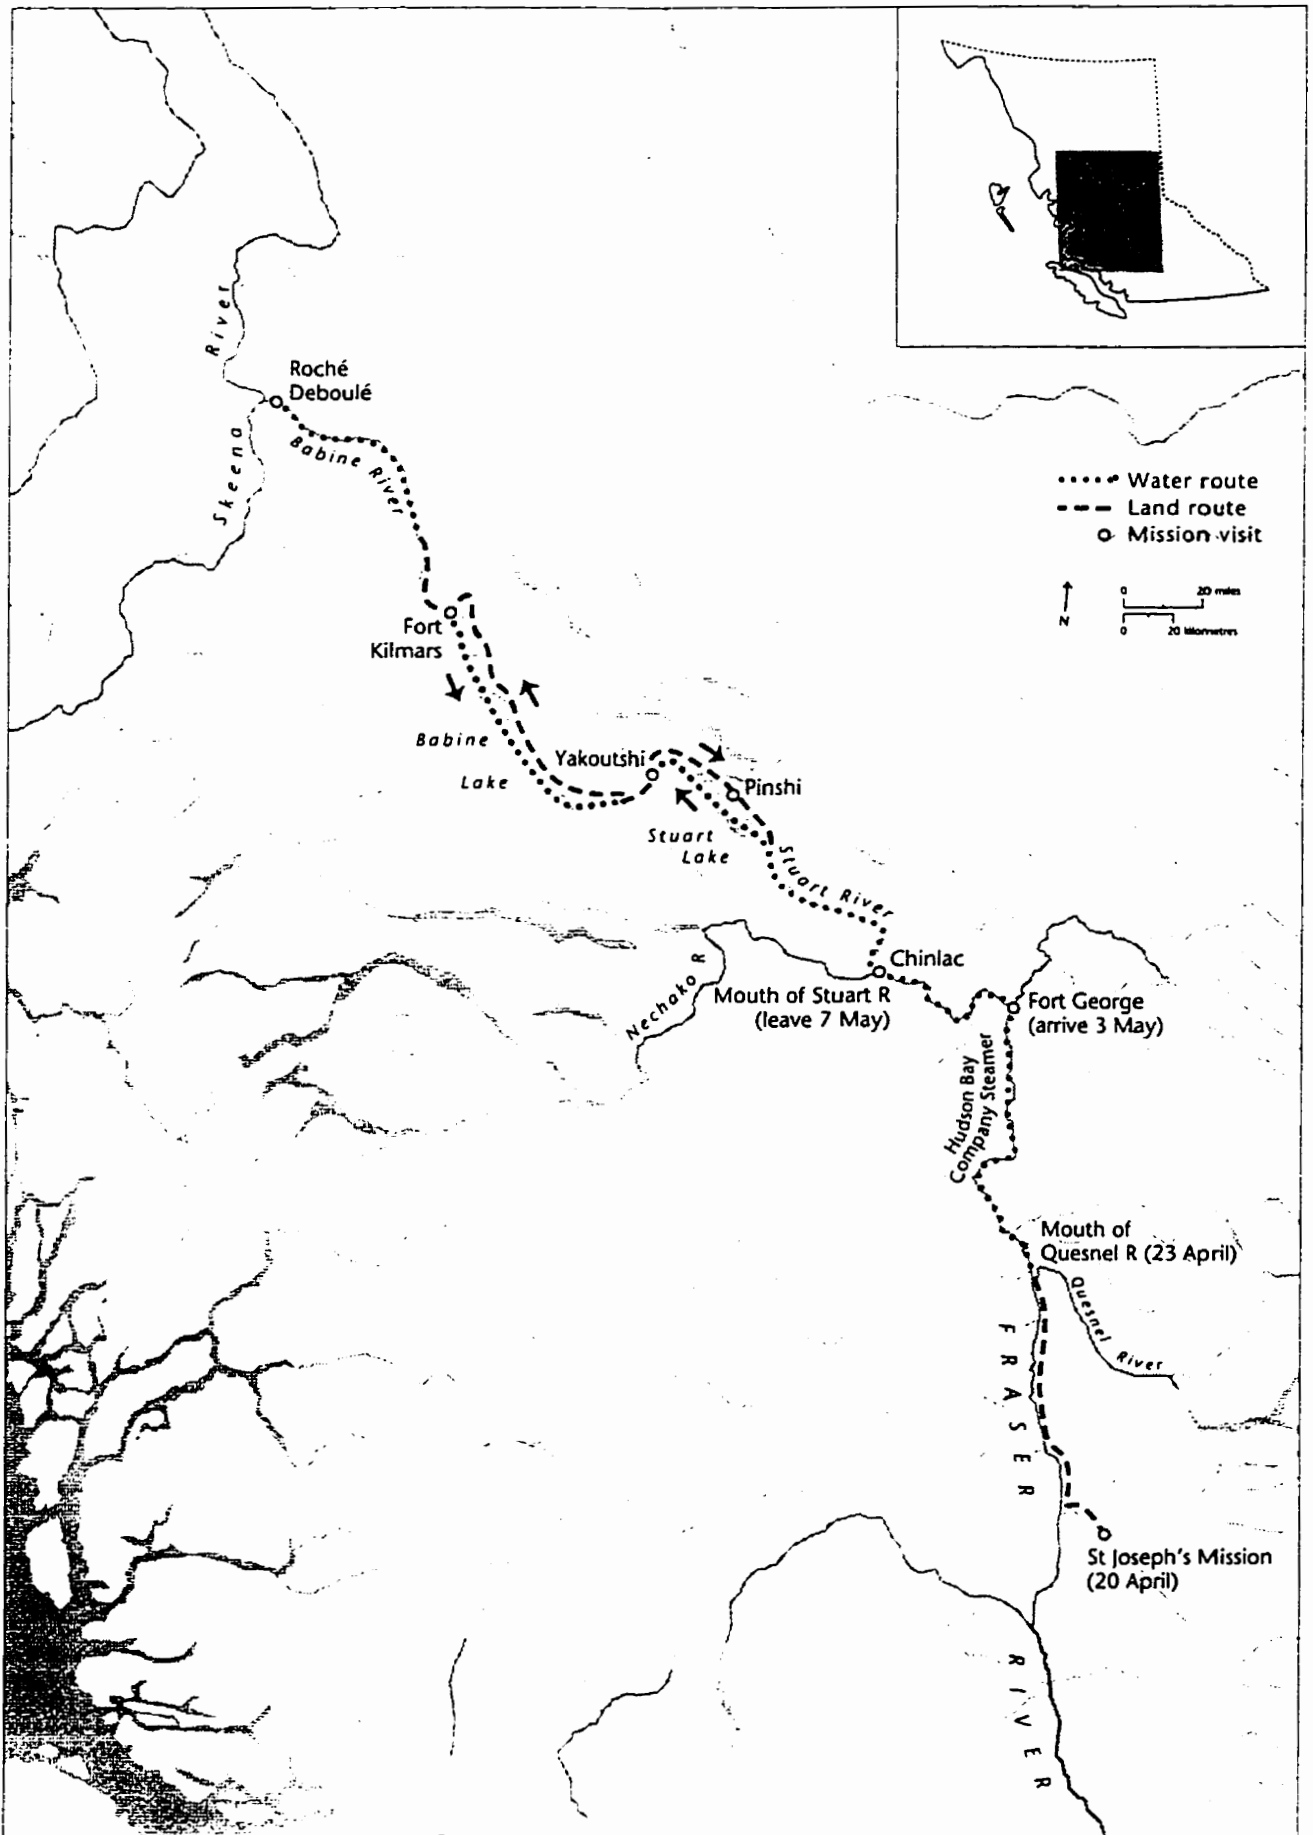 River
Roché
Deboulé
Skeena
Babine River
Water route
Land route
Mission visit
N
0 20 miles
0 20 kilometres
Fort
Kilmars
Babine
Lake
Yakoutshi
Pinshi
Stuart
Lake
Stuart River
Chinlac
Nechako R
Mouth of Stuart R
(leave 7 May)
Fort George
(arrive 3 May)
Hudson Bay
Company Steamer
Mouth of
Quesnel R (23 April)
Quesnel River
FRASER
St Joseph's Mission
(20 April)
RIVER